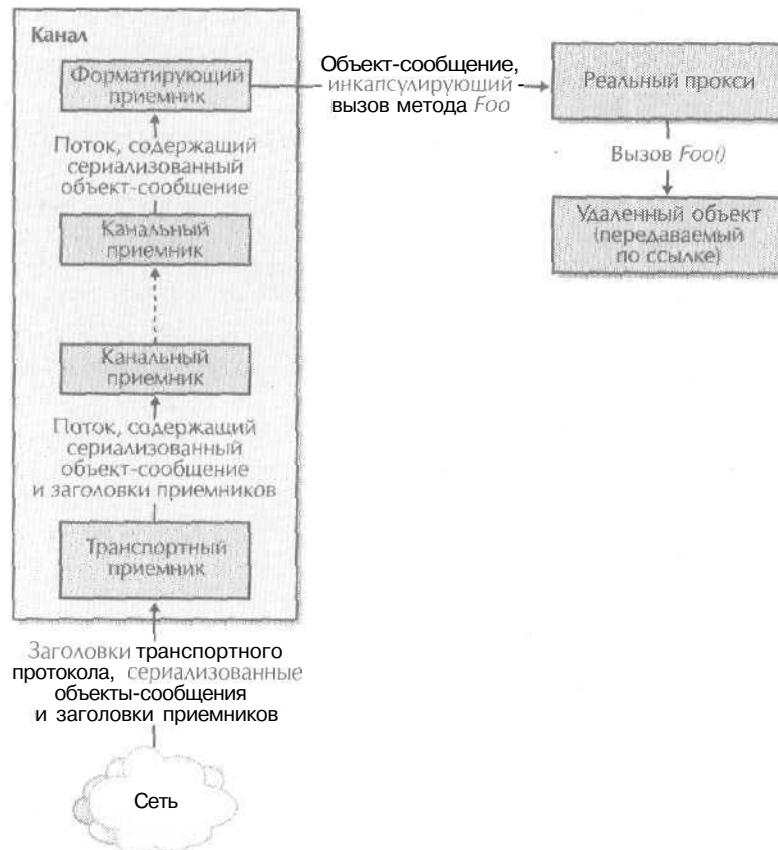 Канал
Форматирующий
приемник
Объект-сообщение,
инкапсулирующий
вызов метода Foo
Реальный прокси
Поток, содержащий
сериализованный
объект-сообщение
Вызов Foo()
Удаленный объект
(передаваемый
по ссылке)
Канальный
приемник
Канальный
приемник
Поток, содержащий
сериализованный
объект-сообщение
и заголовки приемников
Транспортный
приемник
Заголовки транспортного
протокола, сериализованные
объекты-сообщения
и заголовки приемников
Сеть